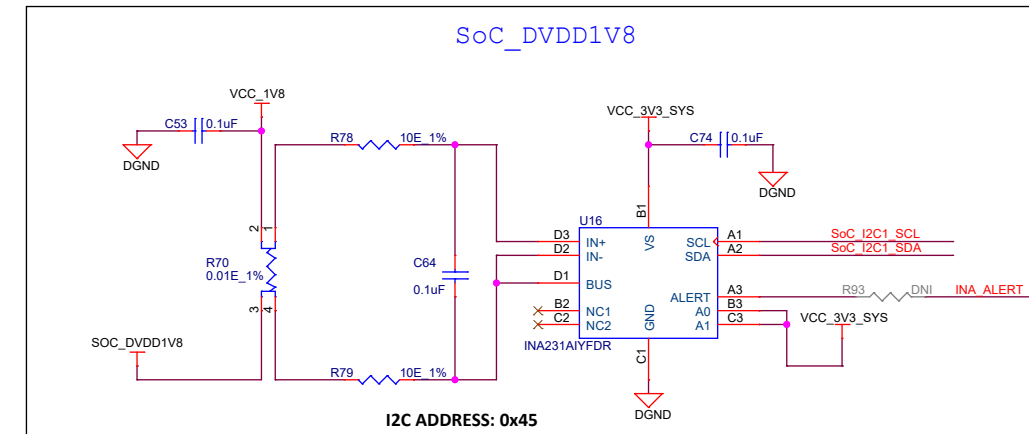 SoC_DVDD1V8
VCC_1V8
C53
0.1uF
DGND
R78
10E_1%
VCC_3V3_SYS
C74
0.1uF
DGND
2
1
R70
0.01E_1%
3
4
SOC_DVDD1V8
C64
0.1uF
R79
10E_1%
U16
B1
VS
D3
IN+
D2
IN-
D1
BUS
B2
NC1
C2
NC2
GND
C1
INA231AIYFDR
SCL
A1
SoC_I2C1_SCL
SDA
A2
SoC_I2C1_SDA
ALERT
A3
R93
DNI
INA_ALERT
A0
B3
A1
C3
VCC_3V3_SYS
DGND
I2C ADDRESS: 0x45